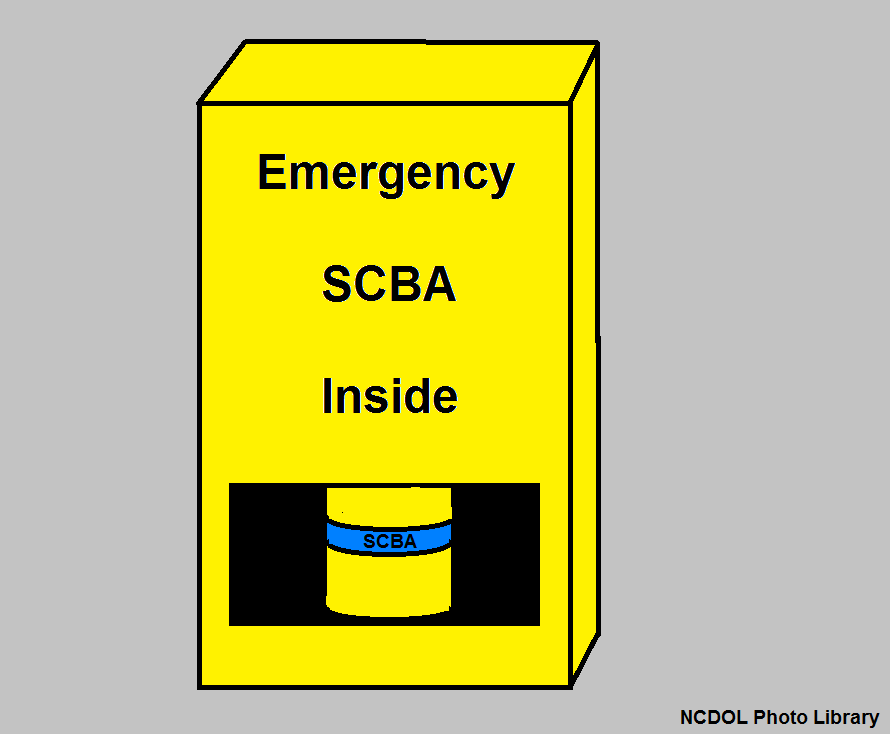 Emergency
SCBA
Inside
SCBA
NCDOL Photo Library